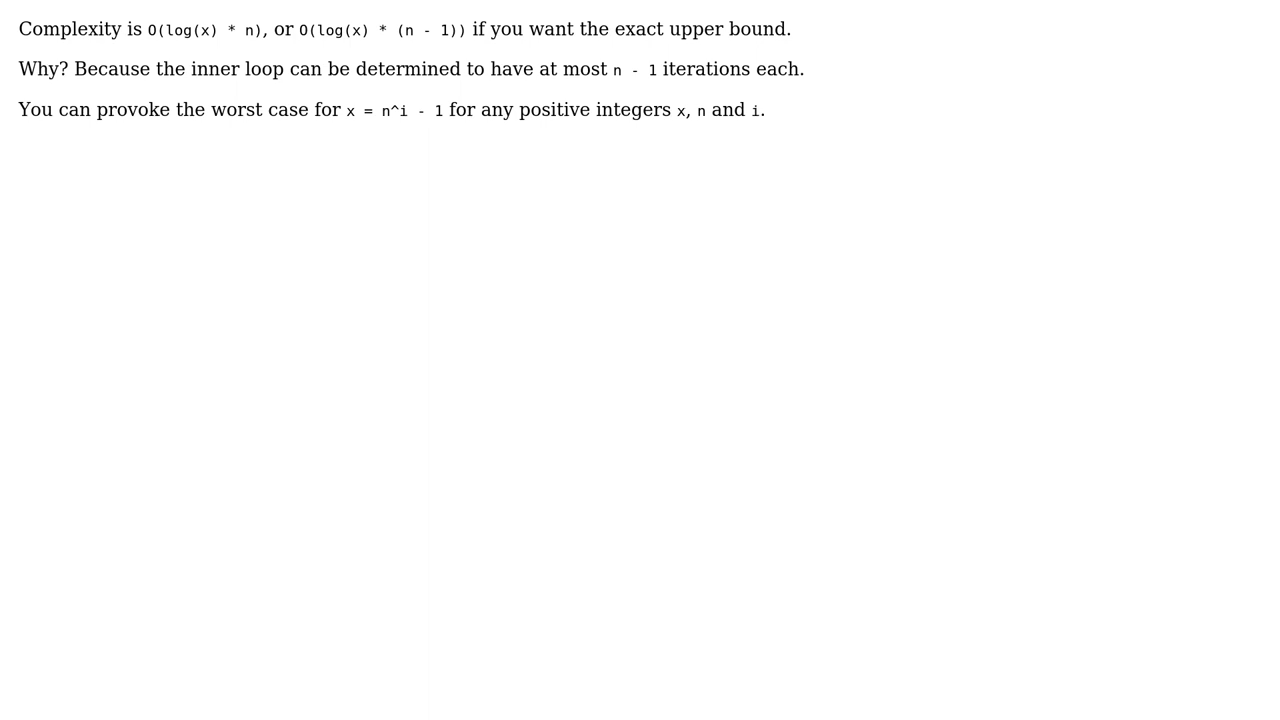 Complexity is O(log(x) * n), or O(log(x) * (n - 1)) if you want the exact upper bound.
Why? Because the inner loop can be determined to have at most n - 1 iterations each.
You can provoke the worst case for x = n^i - 1 for any positive integers x, n and i.